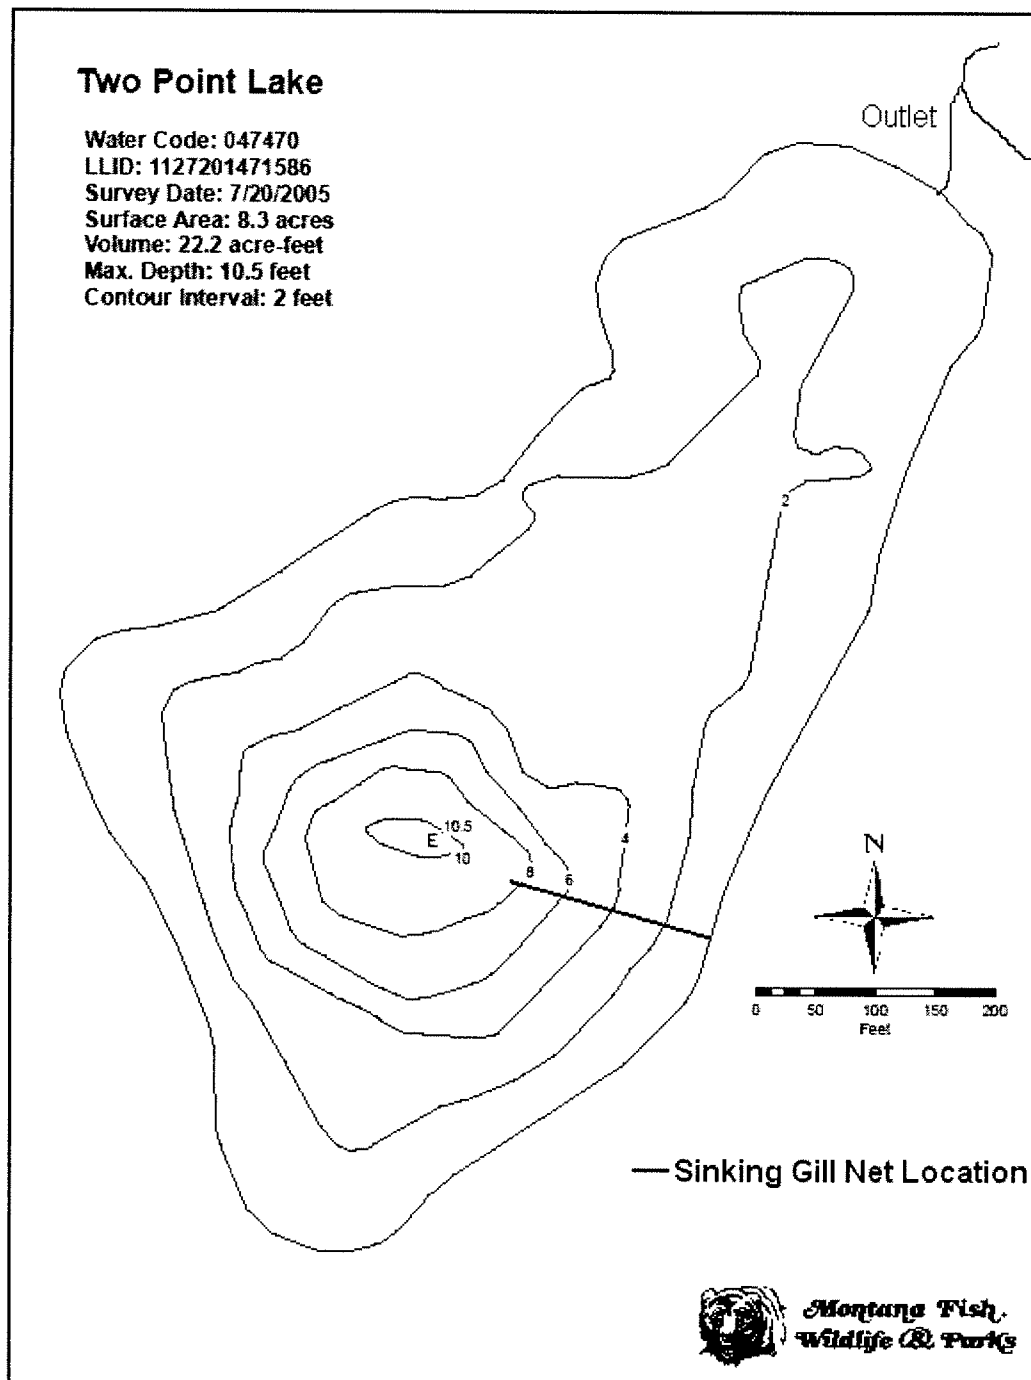 Two Point Lake
Water Code: 047470
LLID: 1127201471586
Survey Date: 7/20/2005
Surface Area: 8.3 acres
Volume: 22.2 acre-feet
Max. Depth: 10.5 feet
Contour Interval: 2 feet
Outlet
2
10.5
E
10
4
8
6
N
0 50 100 150 200
Feet
Sinking Gill Net Location
Montana Fish,
Wildlife & Parks